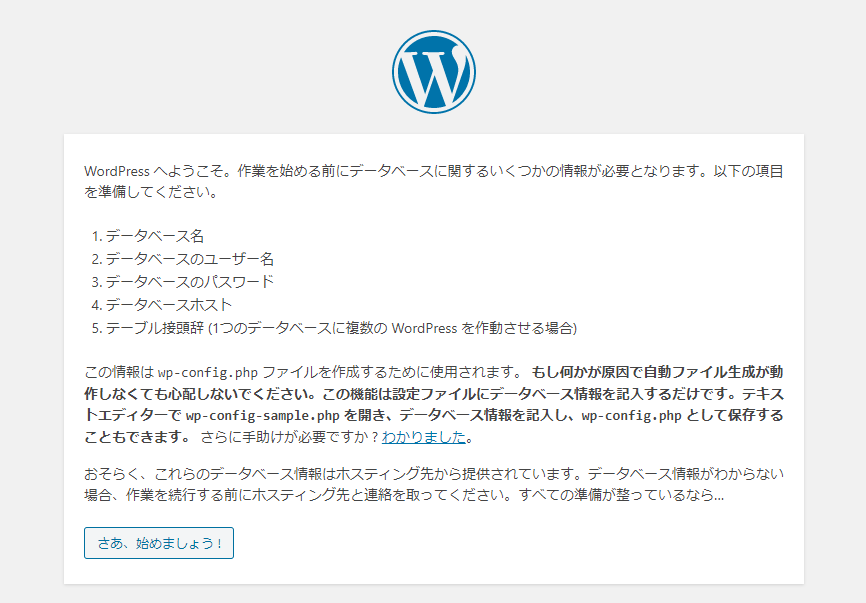 WordPress へようこそ。作業を始める前にデータベースに関するいくつかの情報が必要となります。以下の項目
を準備してください。
1. データベース名
2. データベースのユーザー名
3. データベースのパスワード
4. データベースホスト
5. テーブル接頭辞 (1つのデータベースに複数の WordPress を作動させる場合)
この情報は wp-config.php ファイルを作成するために使用されます。 もし何かが原因で自動ファイル生成が動
作しなくても心配しないでください。この機能は設定ファイルにデータベース情報を記入するだけです。テキ
ストエディターで wp-config-sample.php を開き、データベース情報を記入し、wp-config.php として保存する
こともできます。 さらに手助けが必要ですか ? わかりました。
おそらく、これらのデータベース情報はホスティング先から提供されています。データベース情報がわからない
場合、作業を続行する前にホスティング先と連絡を取ってください。すべての準備が整っているなら…
さあ、始めましょう !